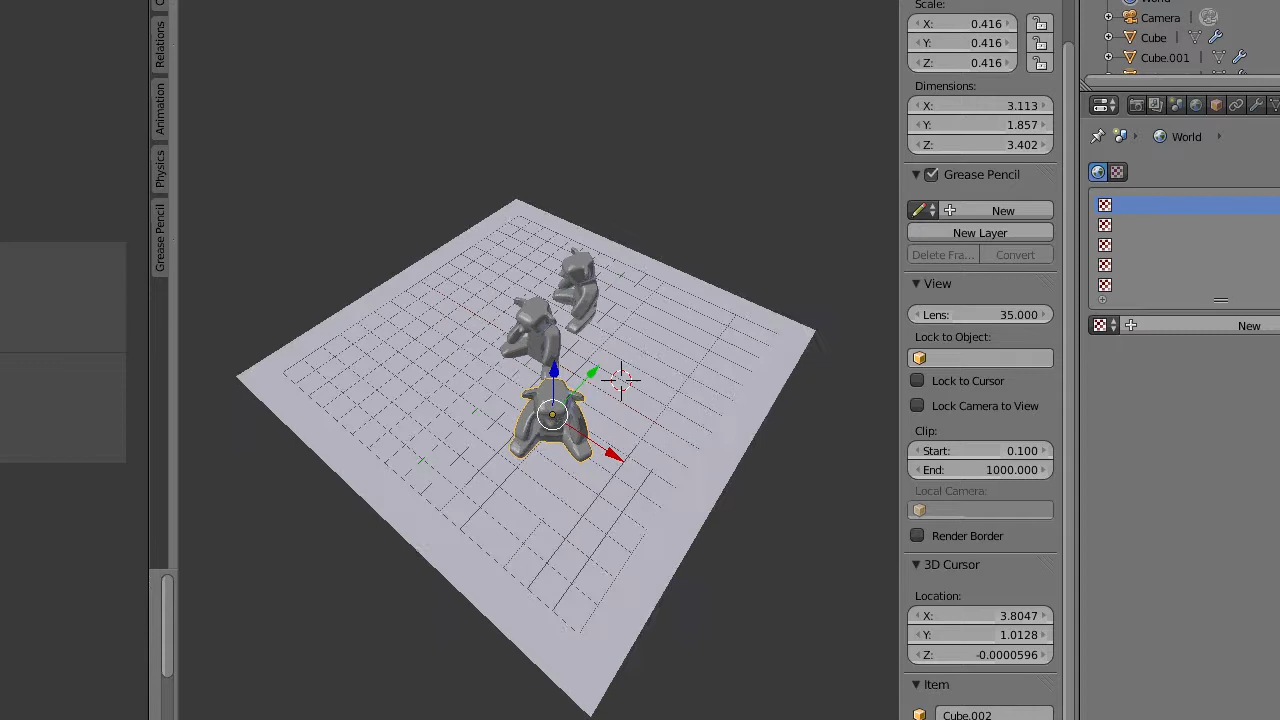 Relations
Animation
Physics
Grease Pencil
Scale:
X: 0.416
Y: 0.416
Z: 0.416
Dimensions:
X: 3.113
Y: 1.857
Z: 3.402
Grease Pencil
New
New Layer
Delete Fra... Convert
View
Lens: 35.000
Lock to Object:
Lock to Cursor
Lock Camera to View
Clip:
Start: 0.100
End: 1000.000
Local Camera:
Render Border
3D Cursor
Location:
X: 3.8047
Y: 1.0128
Z: -0.0000596
Item
Cube.002
World
Camera
Cube
Cube.001
World
New